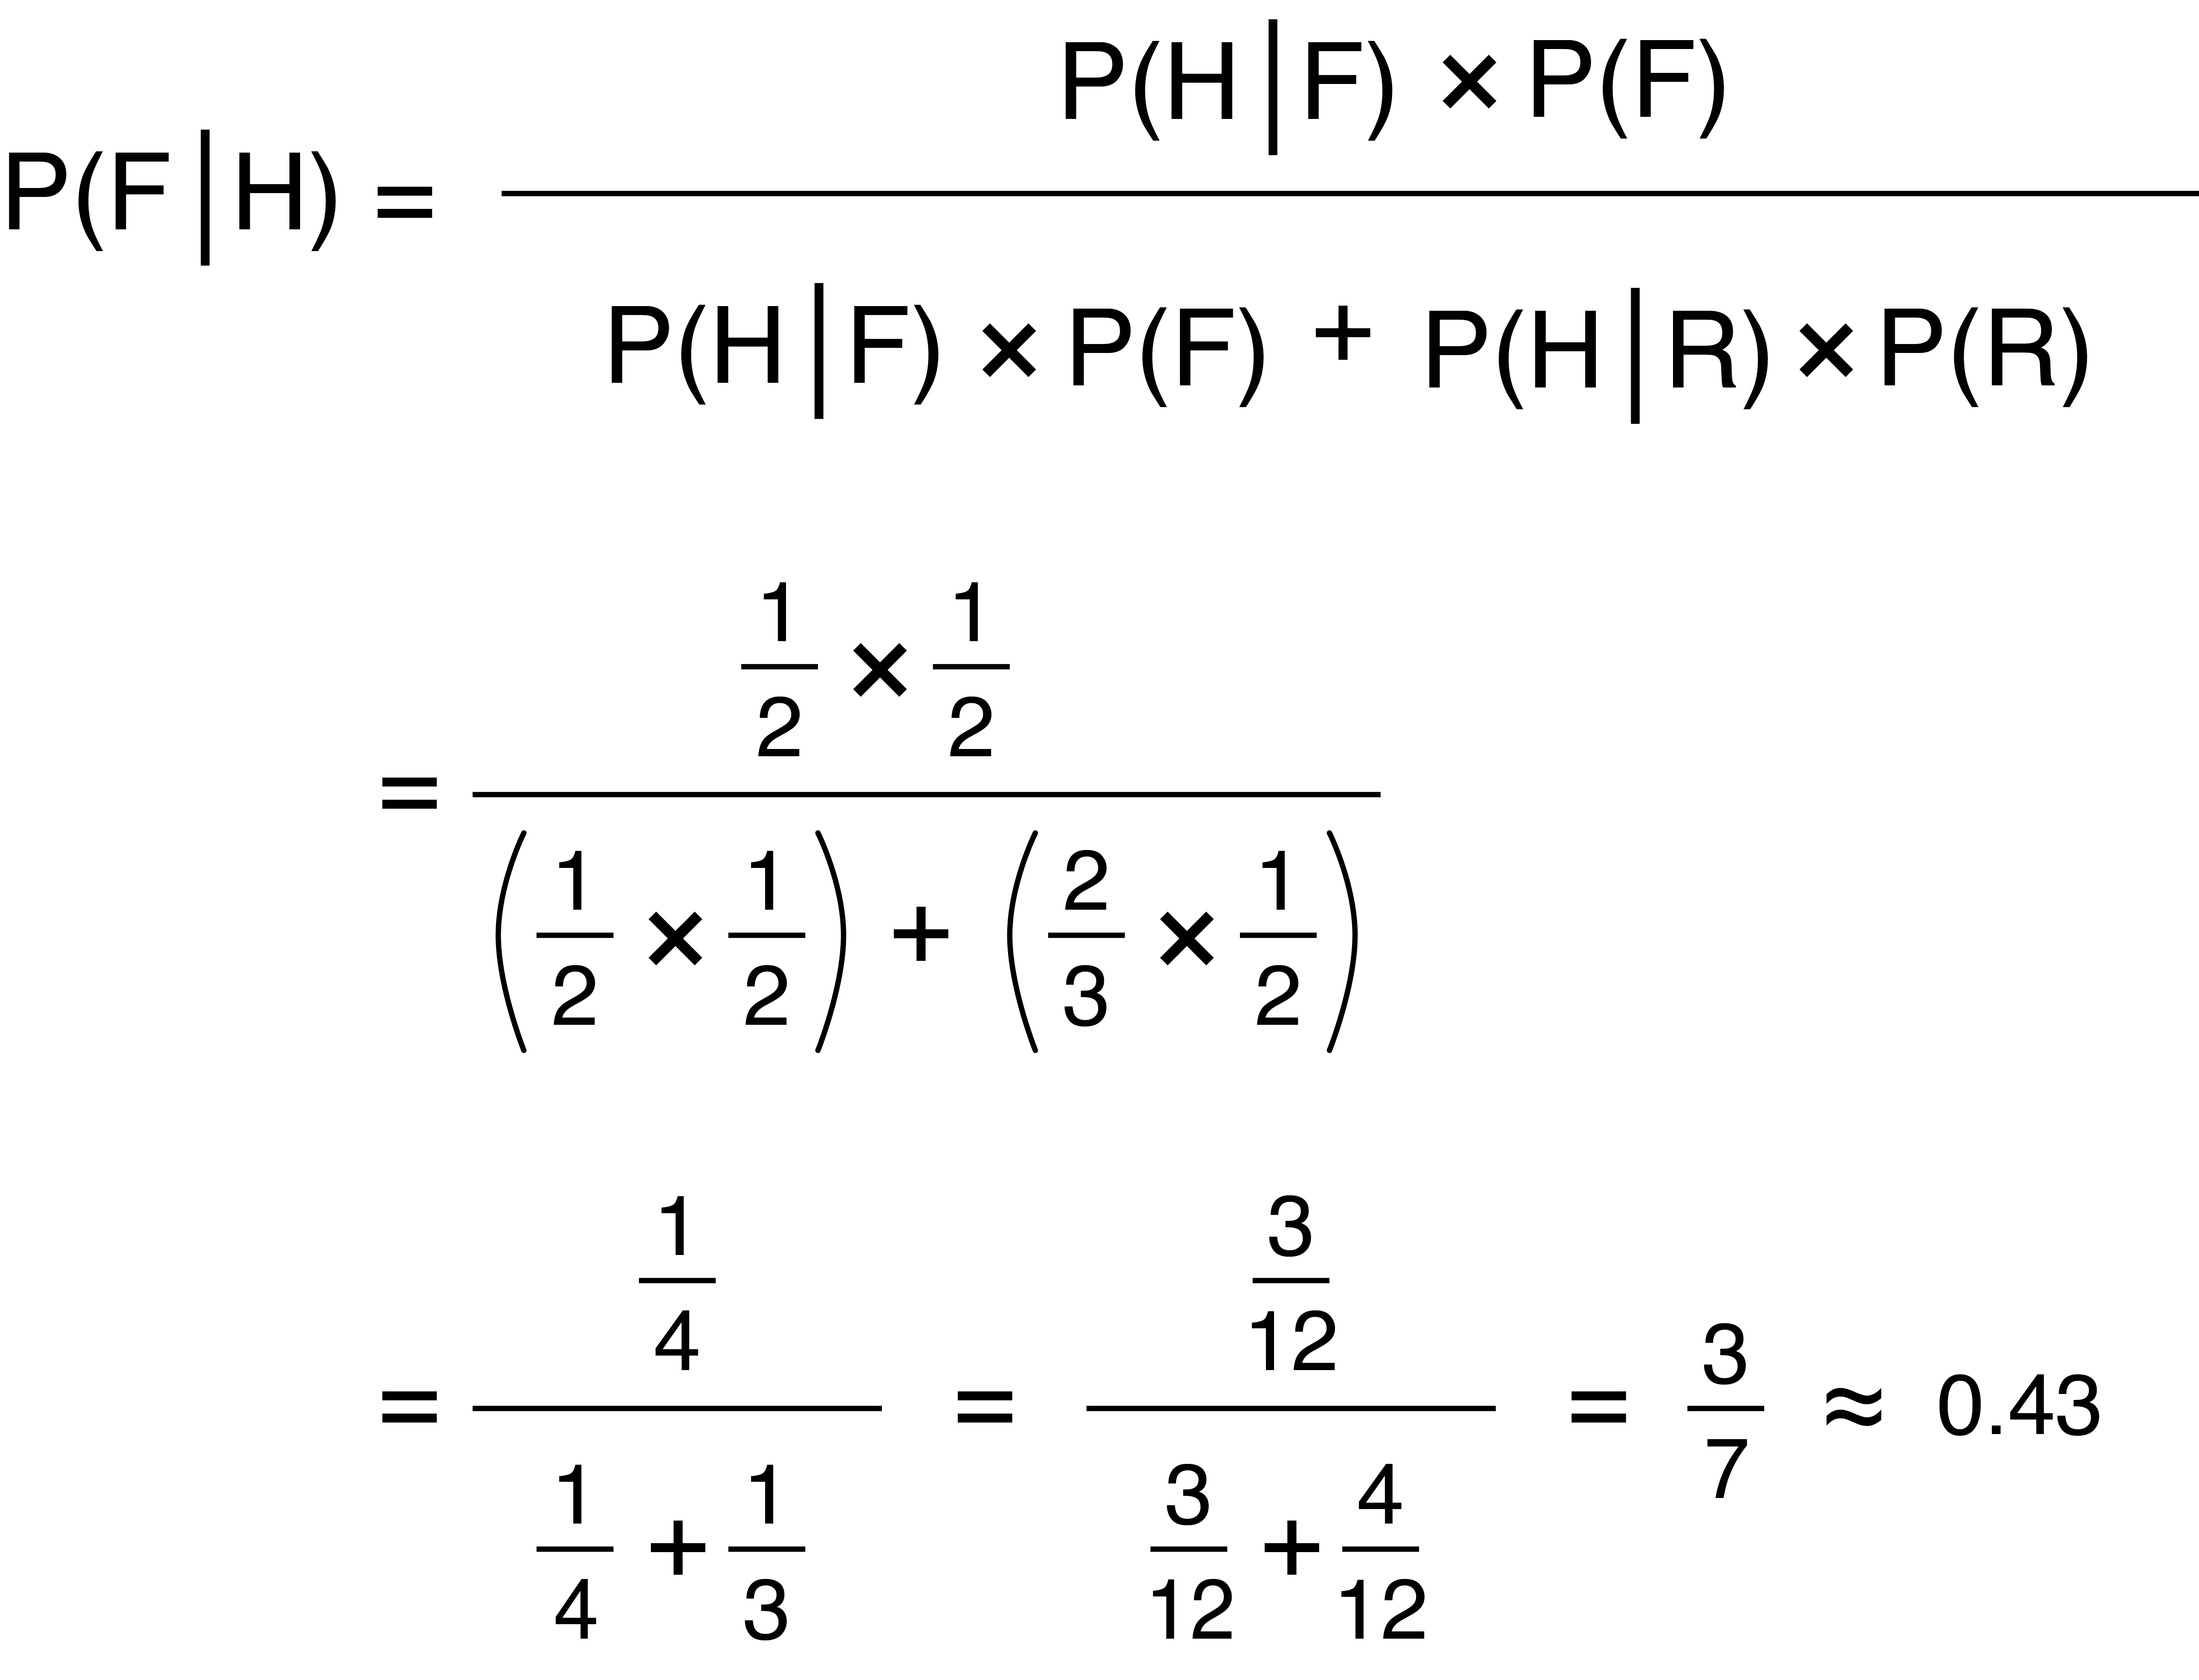 P(H|F) × P(F)
P(F|H) =
P(H|F) × P(F) + P(H|R) × P(R)
1 1
×
2 2
=
1 1 2 1
( × ) + ( × )
2 2 3 2
1 3
4 12 3
= = = ≈ 0.43
1 1 3 4 7
+ +
4 3 12 12